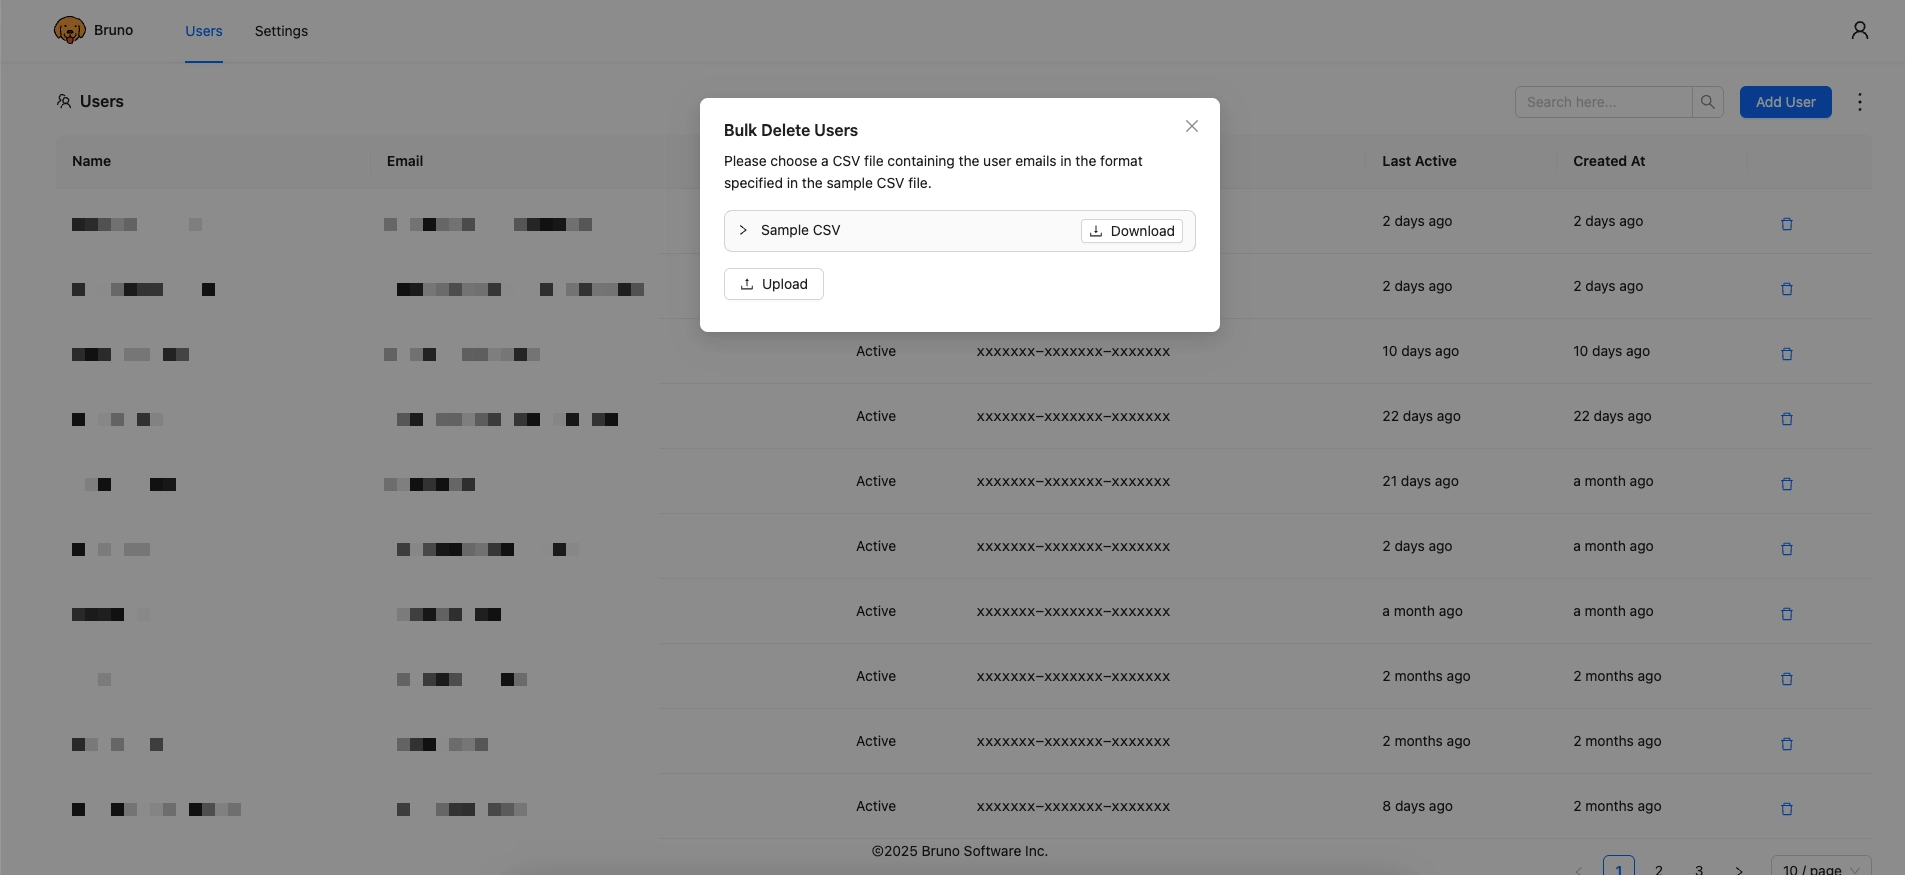 Bruno
Users
Settings
Users
Search here...
Add User
Name
Email
Last Active
Created At
Bulk Delete Users
Please choose a CSV file containing the user emails in the format
specified in the sample CSV file.
Sample CSV
Download
Upload
2 days ago
2 days ago
2 days ago
2 days ago
Active
xxxxxxx–xxxxxxx–xxxxxxx
10 days ago
10 days ago
Active
xxxxxxx–xxxxxxx–xxxxxxx
22 days ago
22 days ago
Active
xxxxxxx–xxxxxxx–xxxxxxx
21 days ago
a month ago
Active
xxxxxxx–xxxxxxx–xxxxxxx
2 days ago
a month ago
Active
xxxxxxx–xxxxxxx–xxxxxxx
a month ago
a month ago
Active
xxxxxxx–xxxxxxx–xxxxxxx
2 months ago
2 months ago
Active
xxxxxxx–xxxxxxx–xxxxxxx
2 months ago
2 months ago
Active
xxxxxxx–xxxxxxx–xxxxxxx
8 days ago
2 months ago
©2025 Bruno Software Inc.
1
2
3
10 / page